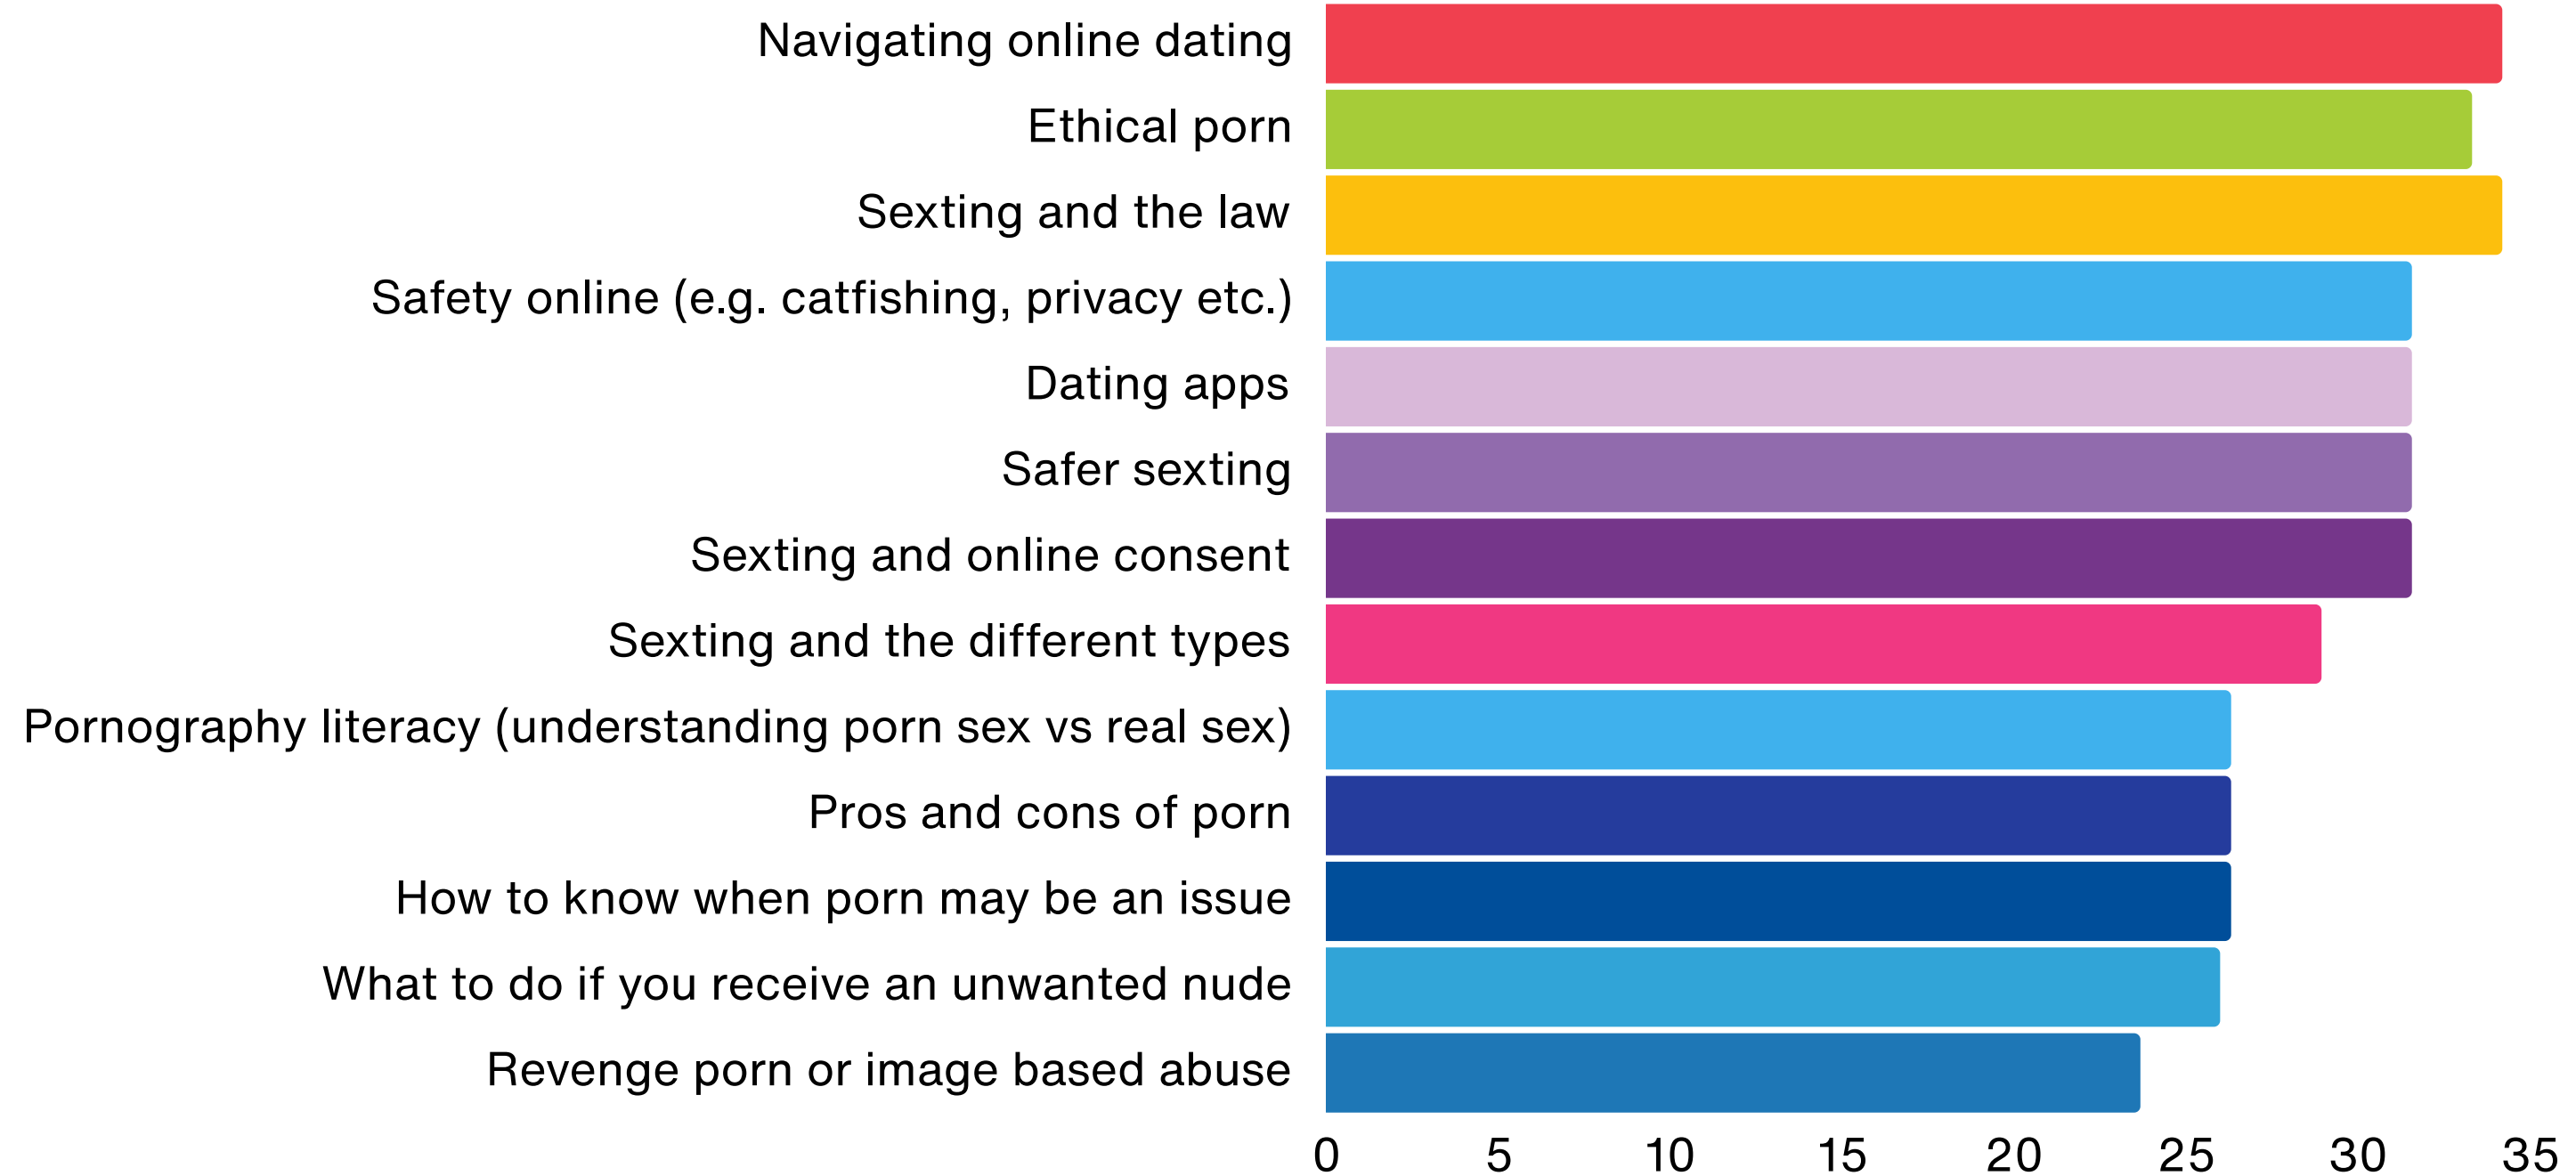 Navigating online dating
Ethical porn
Sexting and the law
Safety online (e.g. catfishing, privacy etc.)
Dating apps
Safer sexting
Sexting and online consent
Sexting and the different types
Pornography literacy (understanding porn sex vs real sex)
Pros and cons of porn
How to know when porn may be an issue
What to do if you receive an unwanted nude
Revenge porn or image based abuse
0 5 10 15 20 25 30 35